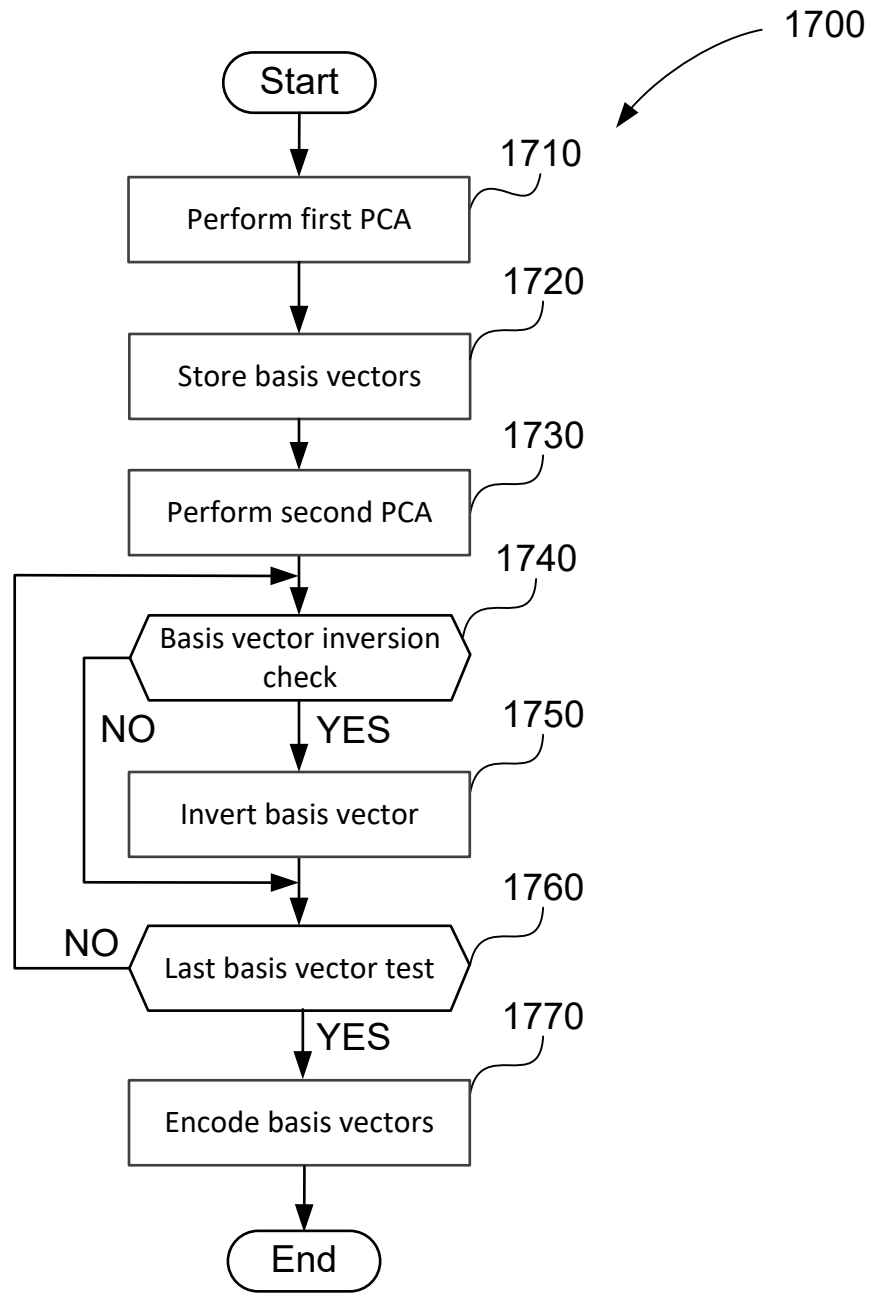 1700
Start
1710
Perform first PCA
1720
Store basis vectors
1730
Perform second PCA
1740
Basis vector inversion
check
NO
YES
1750
Invert basis vector
1760
NO
Last basis vector test
YES
1770
Encode basis vectors
End